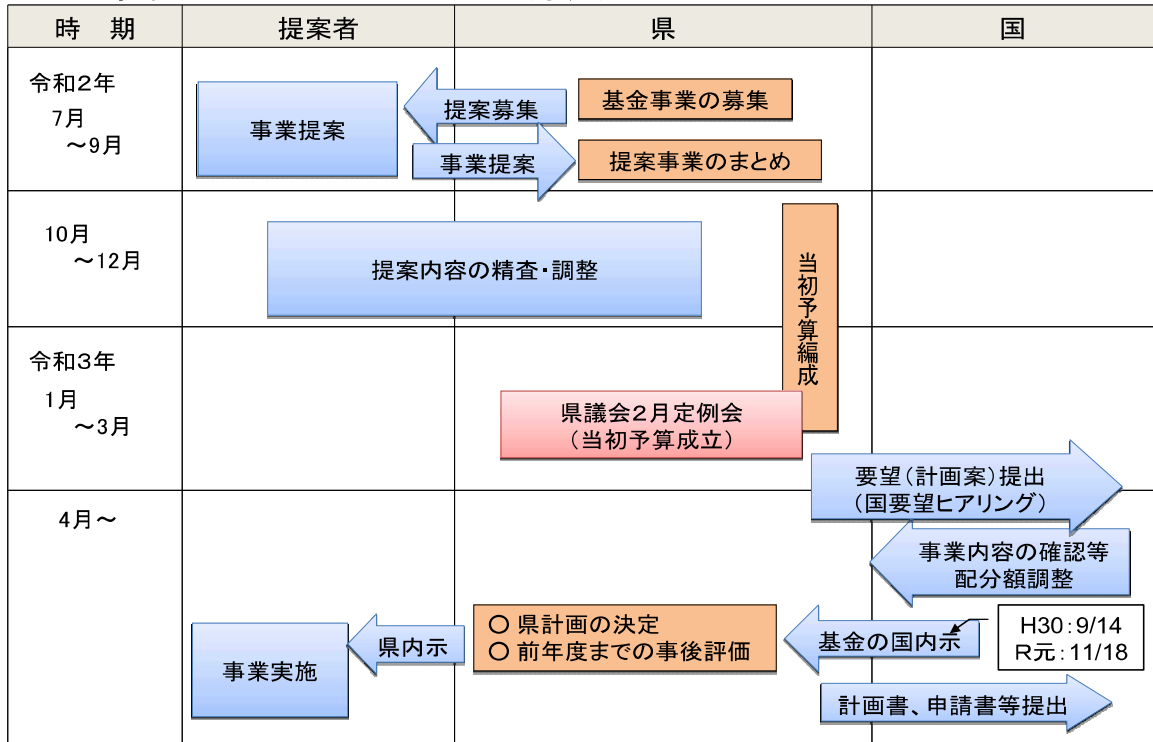 時　期
提案者
県
国
令和2年
7月
～9月
事業提案
提案募集
基金事業の募集
事業提案
提案事業のまとめ
10月
～12月
提案内容の精査・調整
当初予算編成
令和3年
1月
～3月
県議会2月定例会
（当初予算成立）
要望（計画案）提出
（国要望ヒアリング）
4月～
事業内容の確認等
配分額調整
事業実施
県内示
○ 県計画の決定
○ 前年度までの事後評価
基金の国内示
H30：9/14
R元：11/18
計画書、申請書等提出